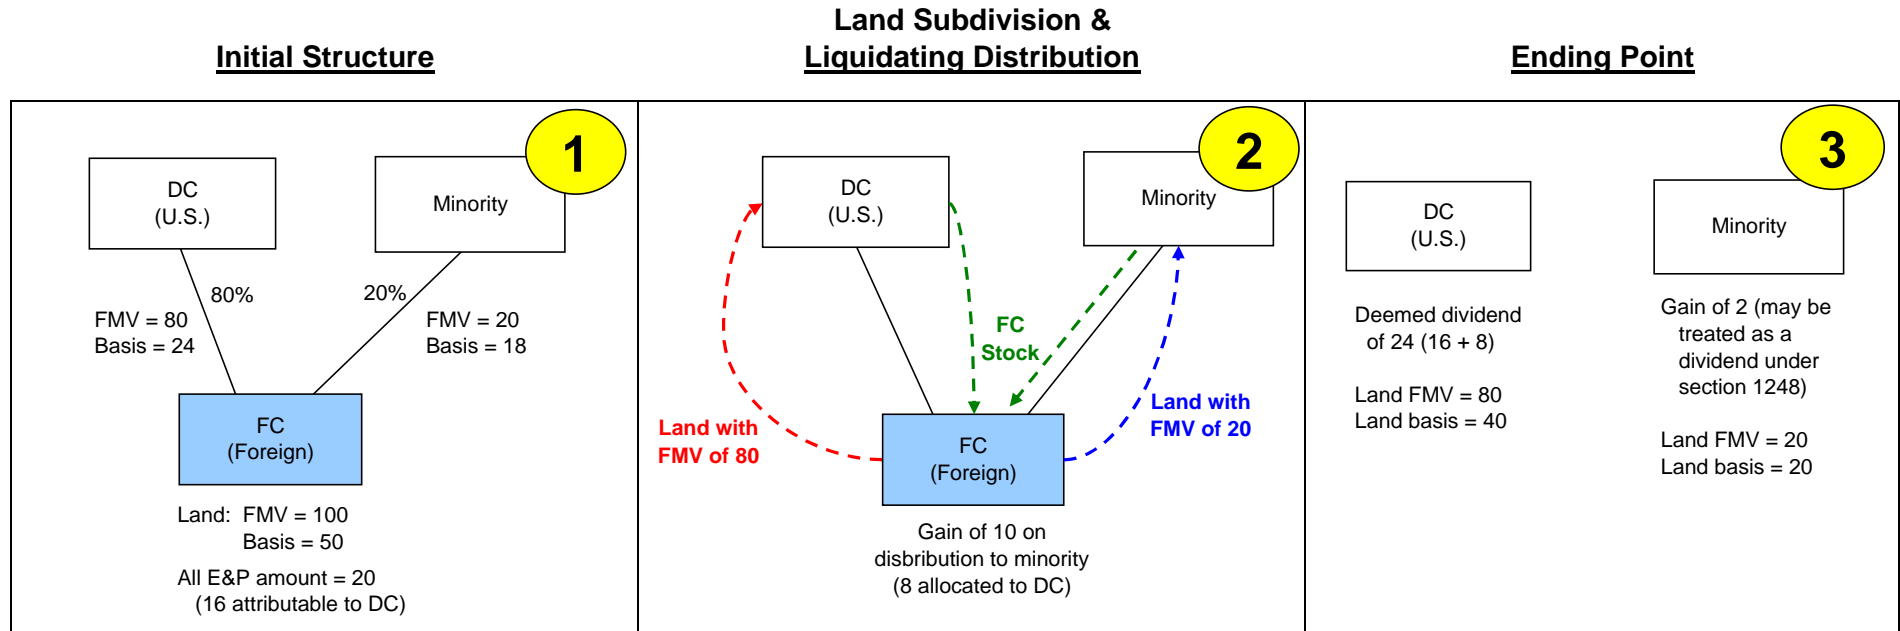 Initial Structure
Land Subdivision &
Liquidating Distribution
Ending Point
1
DC
(U.S.)
Minority
80%
20%
FMV = 80
Basis = 24
FMV = 20
Basis = 18
FC
(Foreign)
Land: FMV = 100
Basis = 50
All E&P amount = 20
(16 attributable to DC)
2
DC
(U.S.)
Minority
FC
Stock
Land with
FMV of 80
Land with
FMV of 20
FC
(Foreign)
Gain of 10 on
disbribution to minority
(8 allocated to DC)
3
DC
(U.S.)
Minority
Deemed dividend
of 24 (16 + 8)
Land FMV = 80
Land basis = 40
Gain of 2 (may be
treated as a
dividend under
section 1248)
Land FMV = 20
Land basis = 20